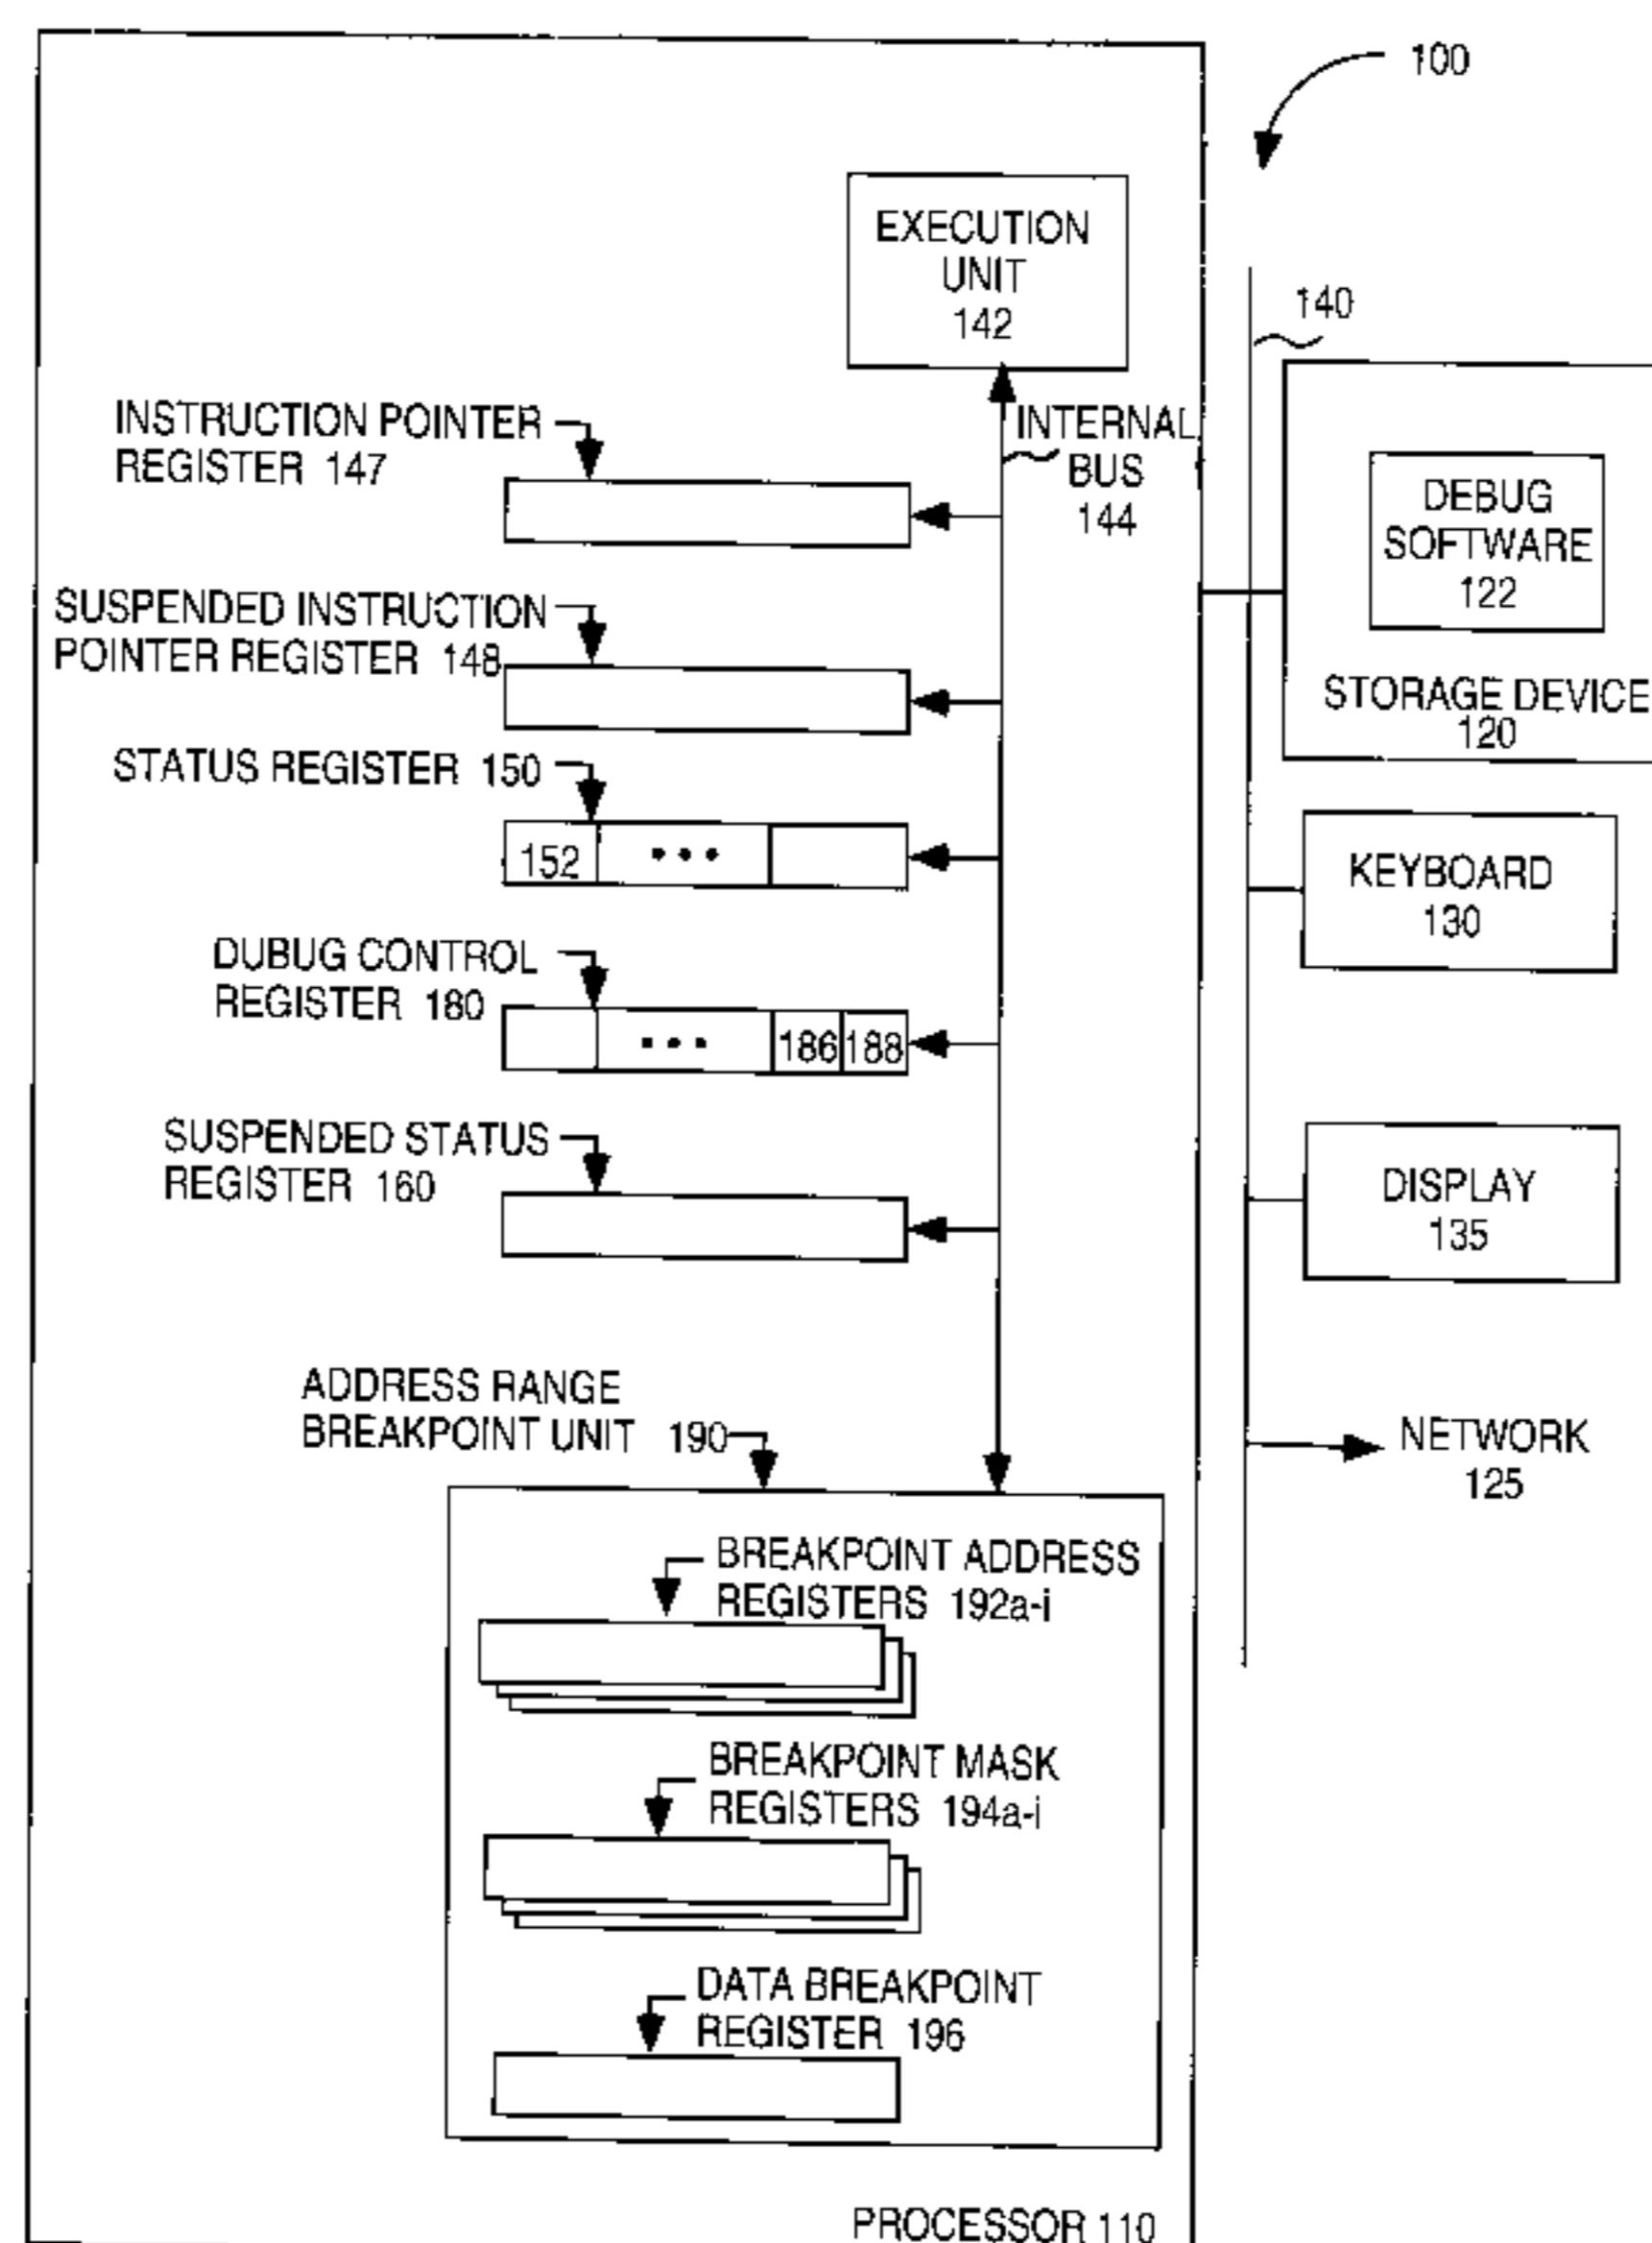 100
EXECUTION
UNIT
142
140
INSTRUCTION POINTER
REGISTER 147
INTERNAL
BUS
144
DEBUG
SOFTWARE
122
STORAGE DEVICE
120
SUSPENDED INSTRUCTION
POINTER REGISTER 148
STATUS REGISTER 150
152 • • •
KEYBOARD
130
DUBUG CONTROL
REGISTER 180
• • • 186 188
SUSPENDED STATUS
REGISTER 160
DISPLAY
135
ADDRESS RANGE
BREAKPOINT UNIT 190
NETWORK
125
BREAKPOINT ADDRESS
REGISTERS 192a-i
BREAKPOINT MASK
REGISTERS 194a-i
DATA BREAKPOINT
REGISTER 196
PROCESSOR 110